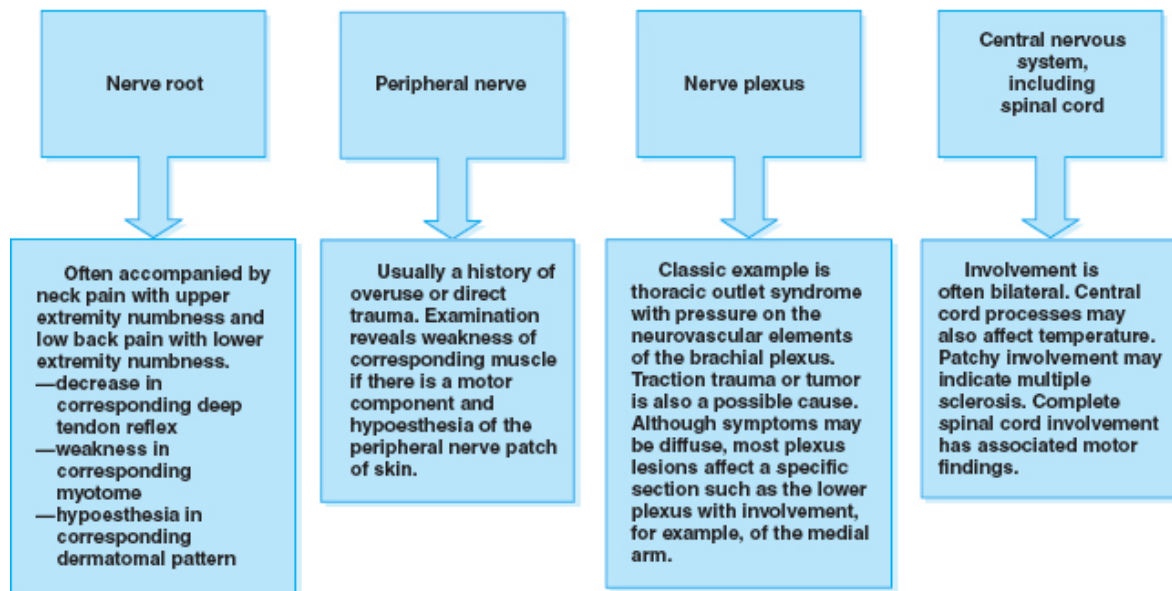 Nerve root
Often accompanied by
neck pain with upper
extremity numbness and
low back pain with lower
extremity numbness.
—decrease in
corresponding deep
tendon reflex
—weakness in
corresponding
myotome
—hypoesthesia in
corresponding
dermatomal pattern
Peripheral nerve
Usually a history of
overuse or direct
trauma. Examination
reveals weakness of
corresponding muscle
if there is a motor
component and
hypoesthesia of the
peripheral nerve patch
of skin.
Nerve plexus
Classic example is
thoracic outlet syndrome
with pressure on the
neurovascular elements
of the brachial plexus.
Traction trauma or tumor
is also a possible cause.
Although symptoms may
be diffuse, most plexus
lesions affect a specific
section such as the lower
plexus with involvement,
for example, of the medial
arm.
Central nervous
system,
including
spinal cord
Involvement is
often bilateral. Central
cord processes may
also affect temperature.
Patchy involvement may
indicate multiple
sclerosis. Complete
spinal cord involvement
has associated motor
findings.